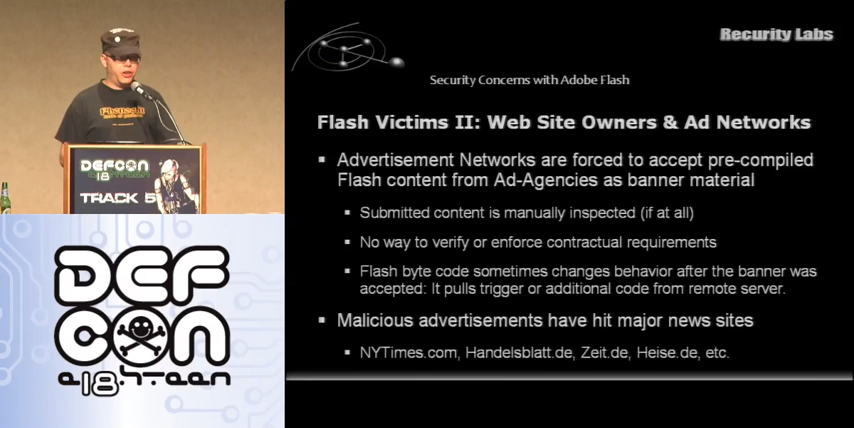 Recurity Labs
Security Concerns with Adobe Flash
Flash Victims II: Web Site Owners & Ad Networks
Advertisement Networks are forced to accept pre-compiled
Flash content from Ad-Agencies as banner material
Submitted content is manually inspected (if at all)
No way to verify or enforce contractual requirements
Flash byte code sometimes changes behavior after the banner was
accepted: It pulls trigger or additional code from remote server.
Malicious advertisements have hit major news sites
NYTimes.com, Handelsblatt.de, Zeit.de, Heise.de, etc.
DEFCON
18
TRACK 5
DEF
CON